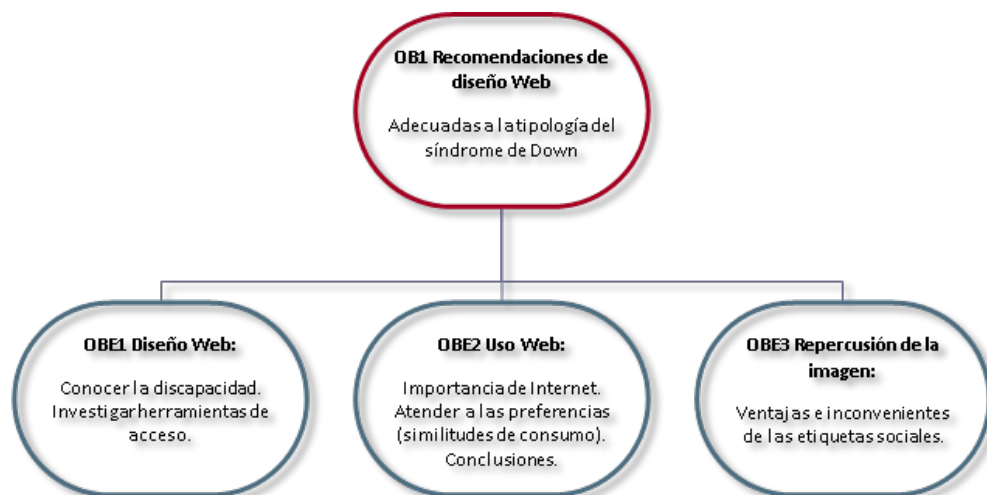 OB1 Recomendaciones de
diseño Web
Adecuadas a la tipología del
síndrome de Down
OBE1 Diseño Web:
Conocer la discapacidad.
Investigar herramientas de
acceso.
OBE2 Uso Web:
Importancia de Internet.
Atender a las preferencias
(similitudes de consumo).
Conclusiones.
OBE3 Repercusión de la
imagen:
Ventajas e inconvenientes
de las etiquetas sociales.